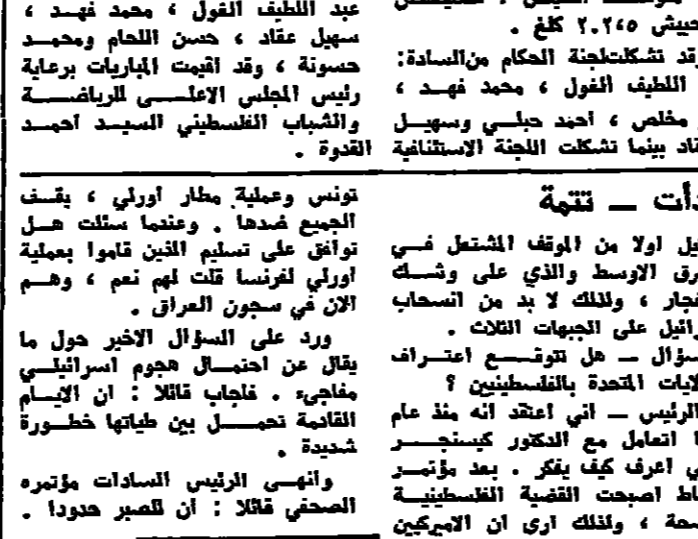 حبيش ٢٠٢٤٥ كلغ .
وقد تشكلت لجنة الحكام من السادة:
اللطيف الغول ، محمد فهد ،
مخلص ، احمد حبلي وسهيل
بينما تشكلت اللجنة الاستئنافية
عبد اللطيف الغول ، محمد فهد ،
سهيل عقاد ، حسن اللحام ومحمد
حسونة ، وقد اقيمت المباريات برعاية
رئيس المجلس الاعلى للرياضة
والشباب الفلسطيني السيد احمد
القدوة .
ـ تتمة
اولا من الموقف المشتعل في
الاوسط والذي على وشك
، ولذلك لا بد من انسحاب
على الجبهات الثلاث .
ـ هل تتوقع اعتراف
المتحدة بالفلسطينيين ؟
الرئيس ـ اني اعتقد انه منذ عام
اتعامل مع الدكتور كيسنجر
اعرف كيف يفكر . بعد مؤتمر
اصبحت القضية الفلسطينية
، ولذلك ارى ان الاميركيين
تونس وعملية مطار اورلي ، يقف
الجميع ضدها . وعندما سئلت هل
توافق على تسليم الذين قاموا بعملية
اورلي لفرنسا قلت لهم نعم ، وهم
الان في سجون العراق .
ورد على السؤال الاخير حول ما
يقال عن احتمال هجوم اسرائيلي
مفاجىء . فاجاب قائلا : ان الايام
القادمة تحمل بين طياتها خطورة
شديدة .
وانهى الرئيس السادات مؤتمره
الصحفي قائلا : ان للصبر حدودا .